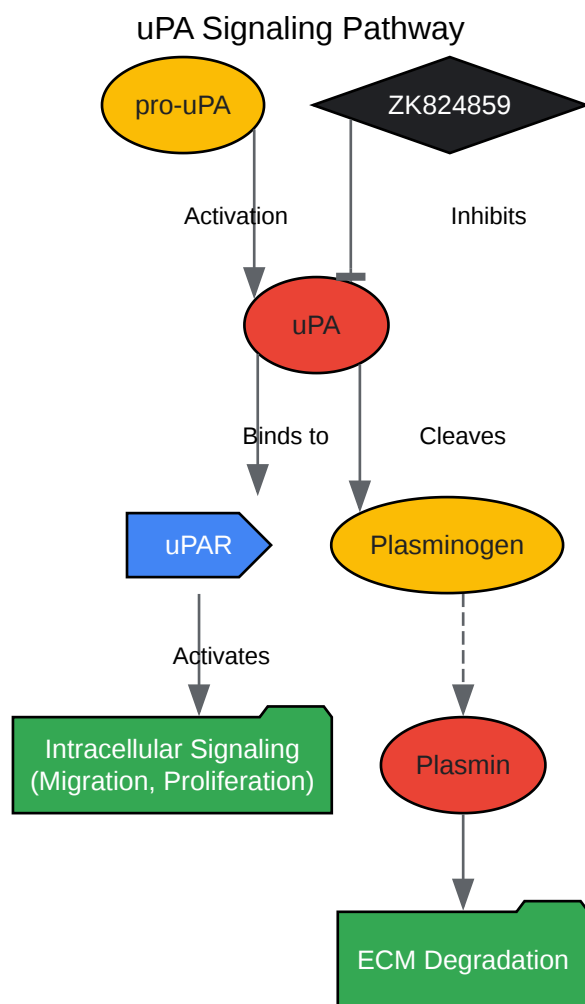 uPA Signaling Pathway
pro-uPA
ZK824859
Activation
Inhibits
uPA
Binds to
Cleaves
uPAR
Plasminogen
Activates
Intracellular Signaling
(Migration, Proliferation)
Plasmin
ECM Degradation